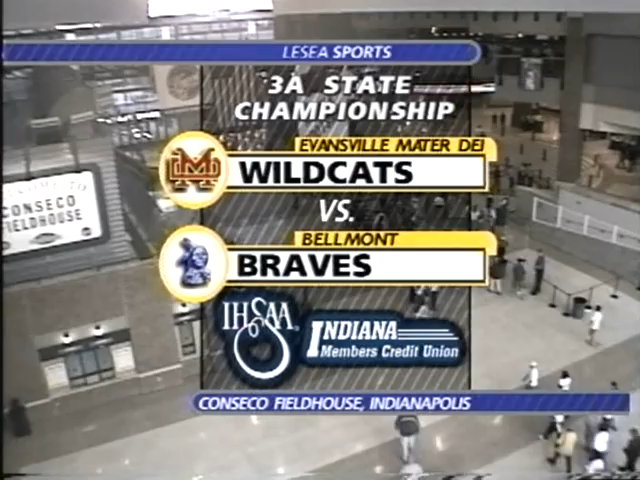 LESEA SPORTS
3A STATE
CHAMPIONSHIP
EVANSVILLE MATER DEI
WILDCATS
VS.
BELLMONT
BRAVES
CONSECO
FIELDHOUSE
IHSAA
INDIANA
Members Credit Union
CONSECO FIELDHOUSE, INDIANAPOLIS